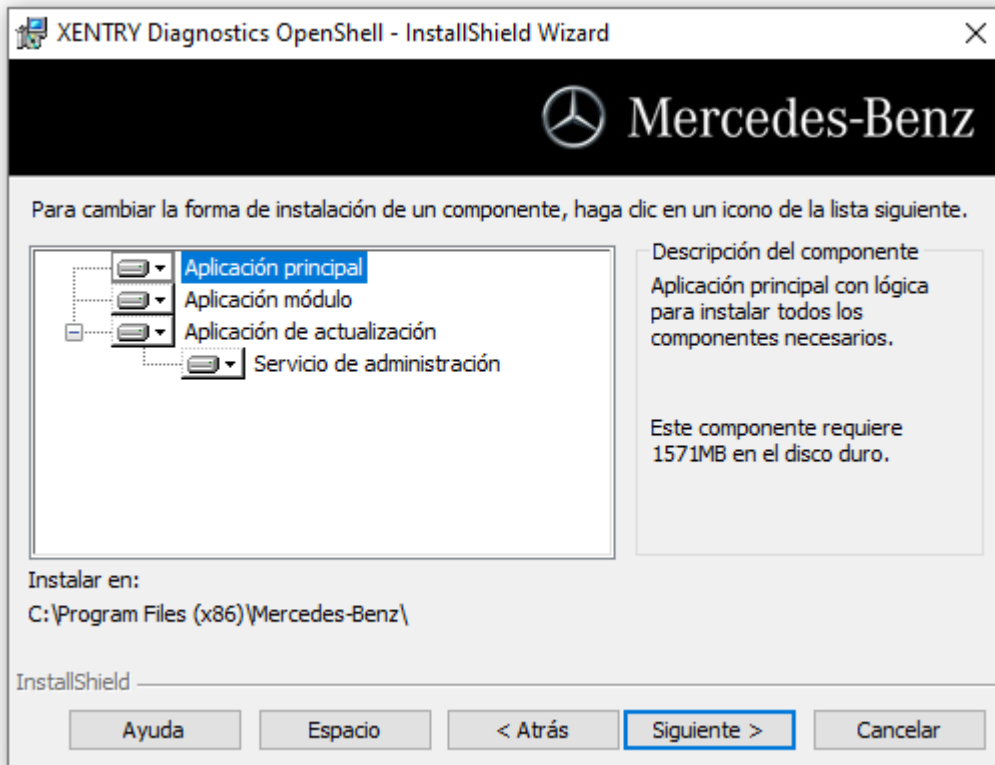 XENTRY Diagnostics OpenShell - InstallShield Wizard
Mercedes-Benz
Para cambiar la forma de instalación de un componente, haga clic en un icono de la lista siguiente.
Aplicación principal
Aplicación módulo
Aplicación de actualización
Servicio de administración
Descripción del componente
Aplicación principal con lógica
para instalar todos los
componentes necesarios.
Este componente requiere
1571MB en el disco duro.
Instalar en:
C:\Program Files (x86)\Mercedes-Benz\
InstallShield
Ayuda
Espacio
< Atrás
Siguiente >
Cancelar